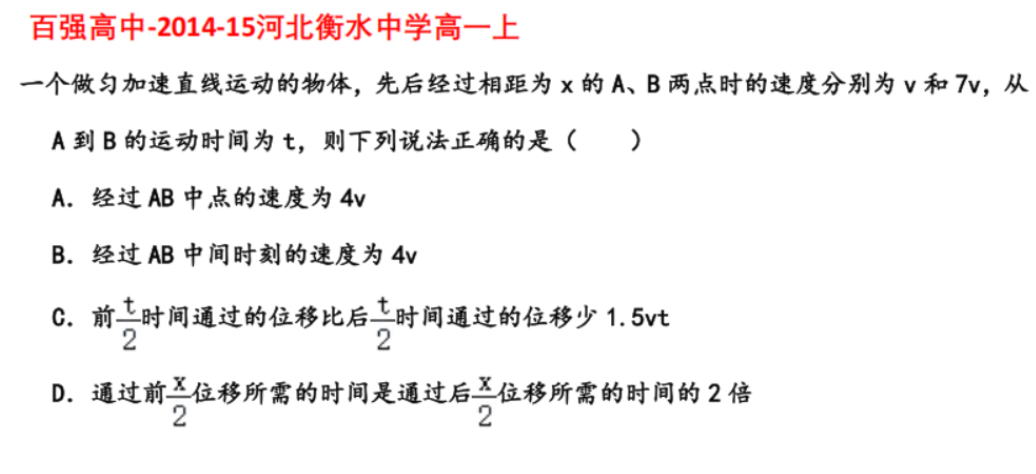 百强高中-2014-15河北衡水中学高一上
一个做匀加速直线运动的物体，先后经过相距为 x 的 A、B 两点时的速度分别为 v 和 7v，从
A 到 B 的运动时间为 t，则下列说法正确的是（　　）
A．经过 AB 中点的速度为 4v
B．经过 AB 中间时刻的速度为 4v
C．前t/2时间通过的位移比后t/2时间通过的位移少 1.5vt
D．通过前x/2位移所需的时间是通过后x/2位移所需的时间的 2 倍